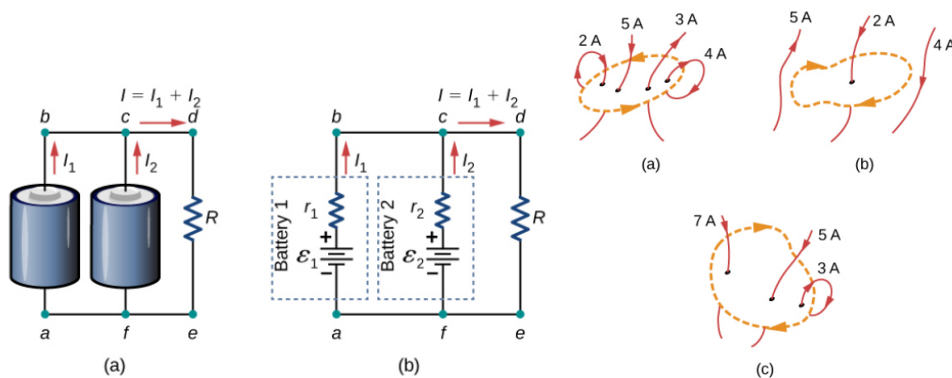 I = I₁ + I₂
b c d
I₁ I₂
R
a f e
(a)
I = I₁ + I₂
b c d
I₁ I₂
Battery 1 r₁ Battery 2 r₂ R
+ +
ε₁ ε₂
− −
a f e
(b)
2 A 5 A 3 A 4 A
(a)
5 A 2 A 4 A
(b)
7 A 5 A 3 A
(c)